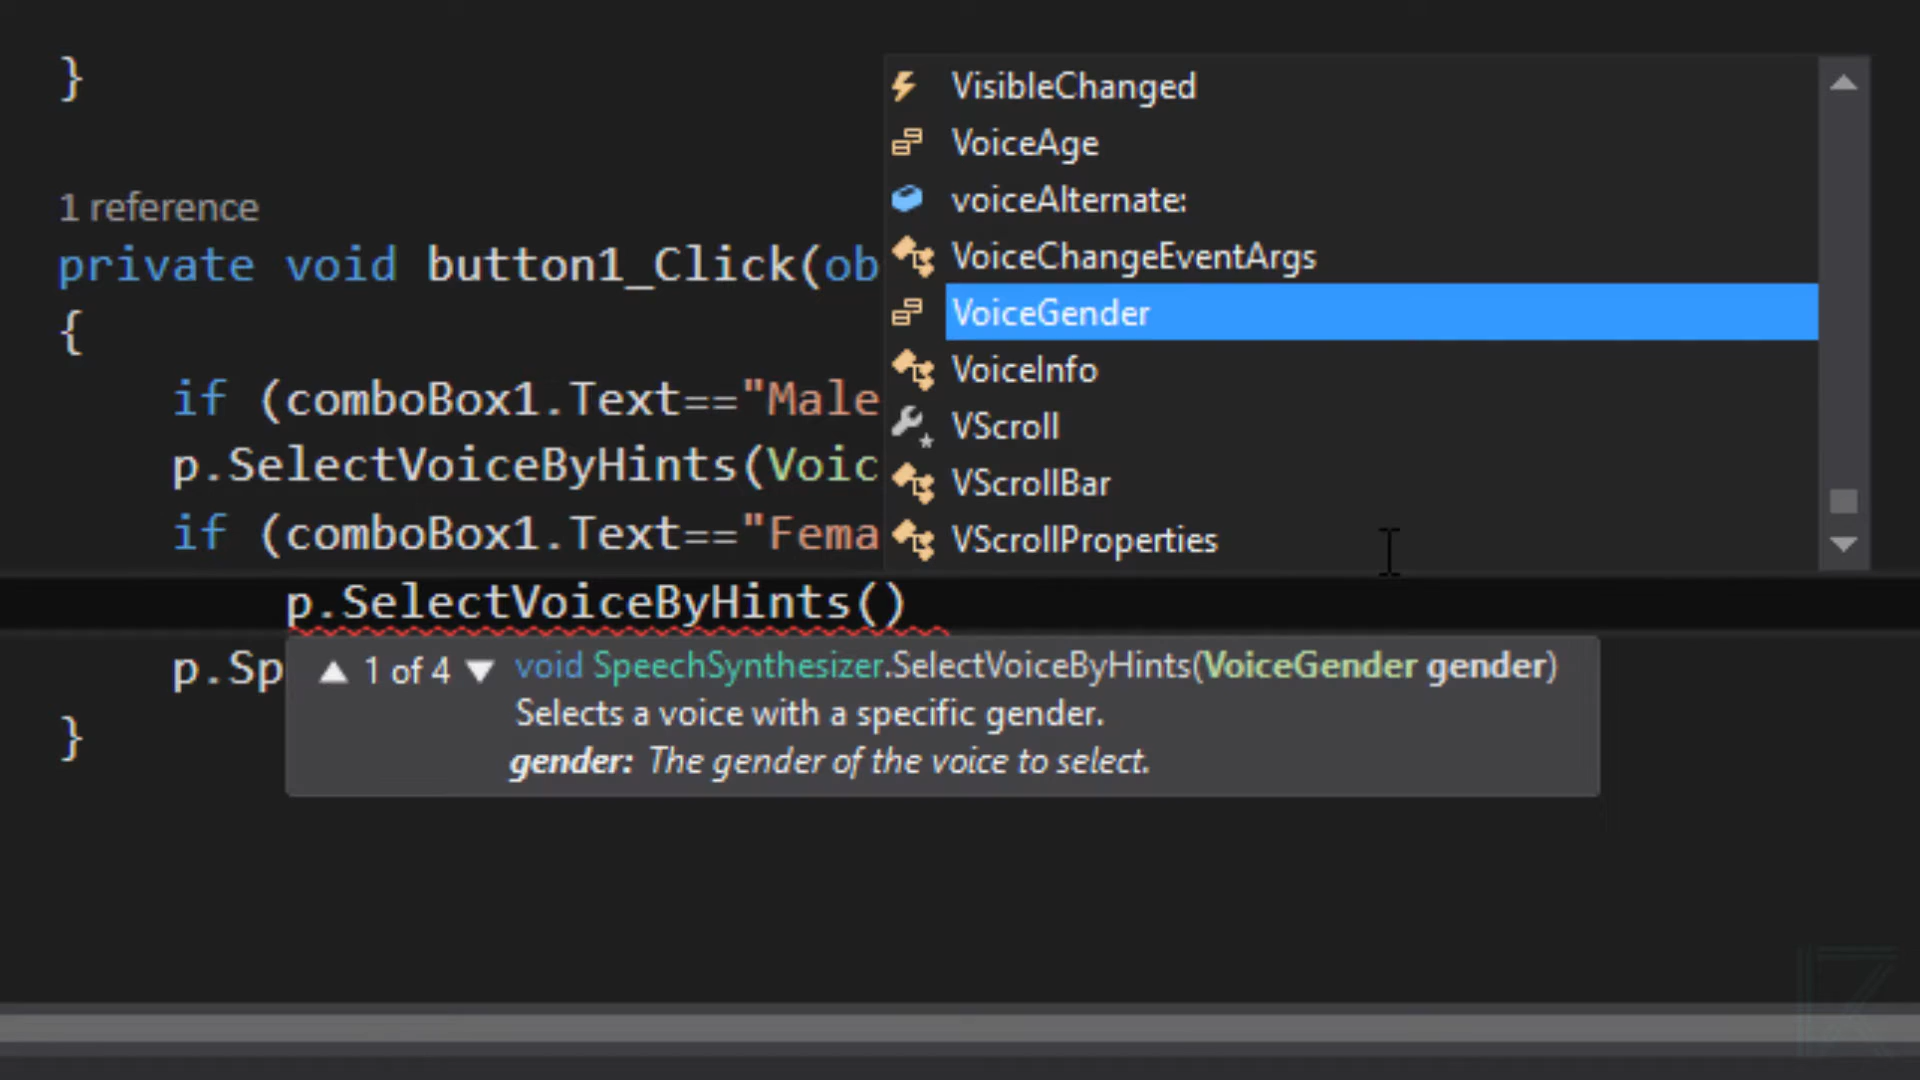 }
1 reference
private void button1_Click(ob
{
if (comboBox1.Text=="Male
p.SelectVoiceByHints(Voic
if (comboBox1.Text=="Fema
p.SelectVoiceByHints()
p.Sp
}
VisibleChanged
VoiceAge
voiceAlternate:
VoiceChangeEventArgs
VoiceGender
VoiceInfo
VScroll
VScrollBar
VScrollProperties
▲ 1 of 4 ▼ void SpeechSynthesizer.SelectVoiceByHints(VoiceGender gender)
Selects a voice with a specific gender.
gender: The gender of the voice to select.